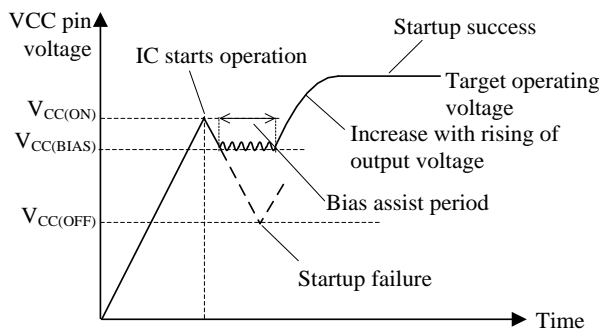 VCC pin
voltage
Startup success
IC starts operation
Target operating
voltage
VCC(ON)
Increase with rising of
output voltage
VCC(BIAS)
Bias assist period
VCC(OFF)
Startup failure
Time